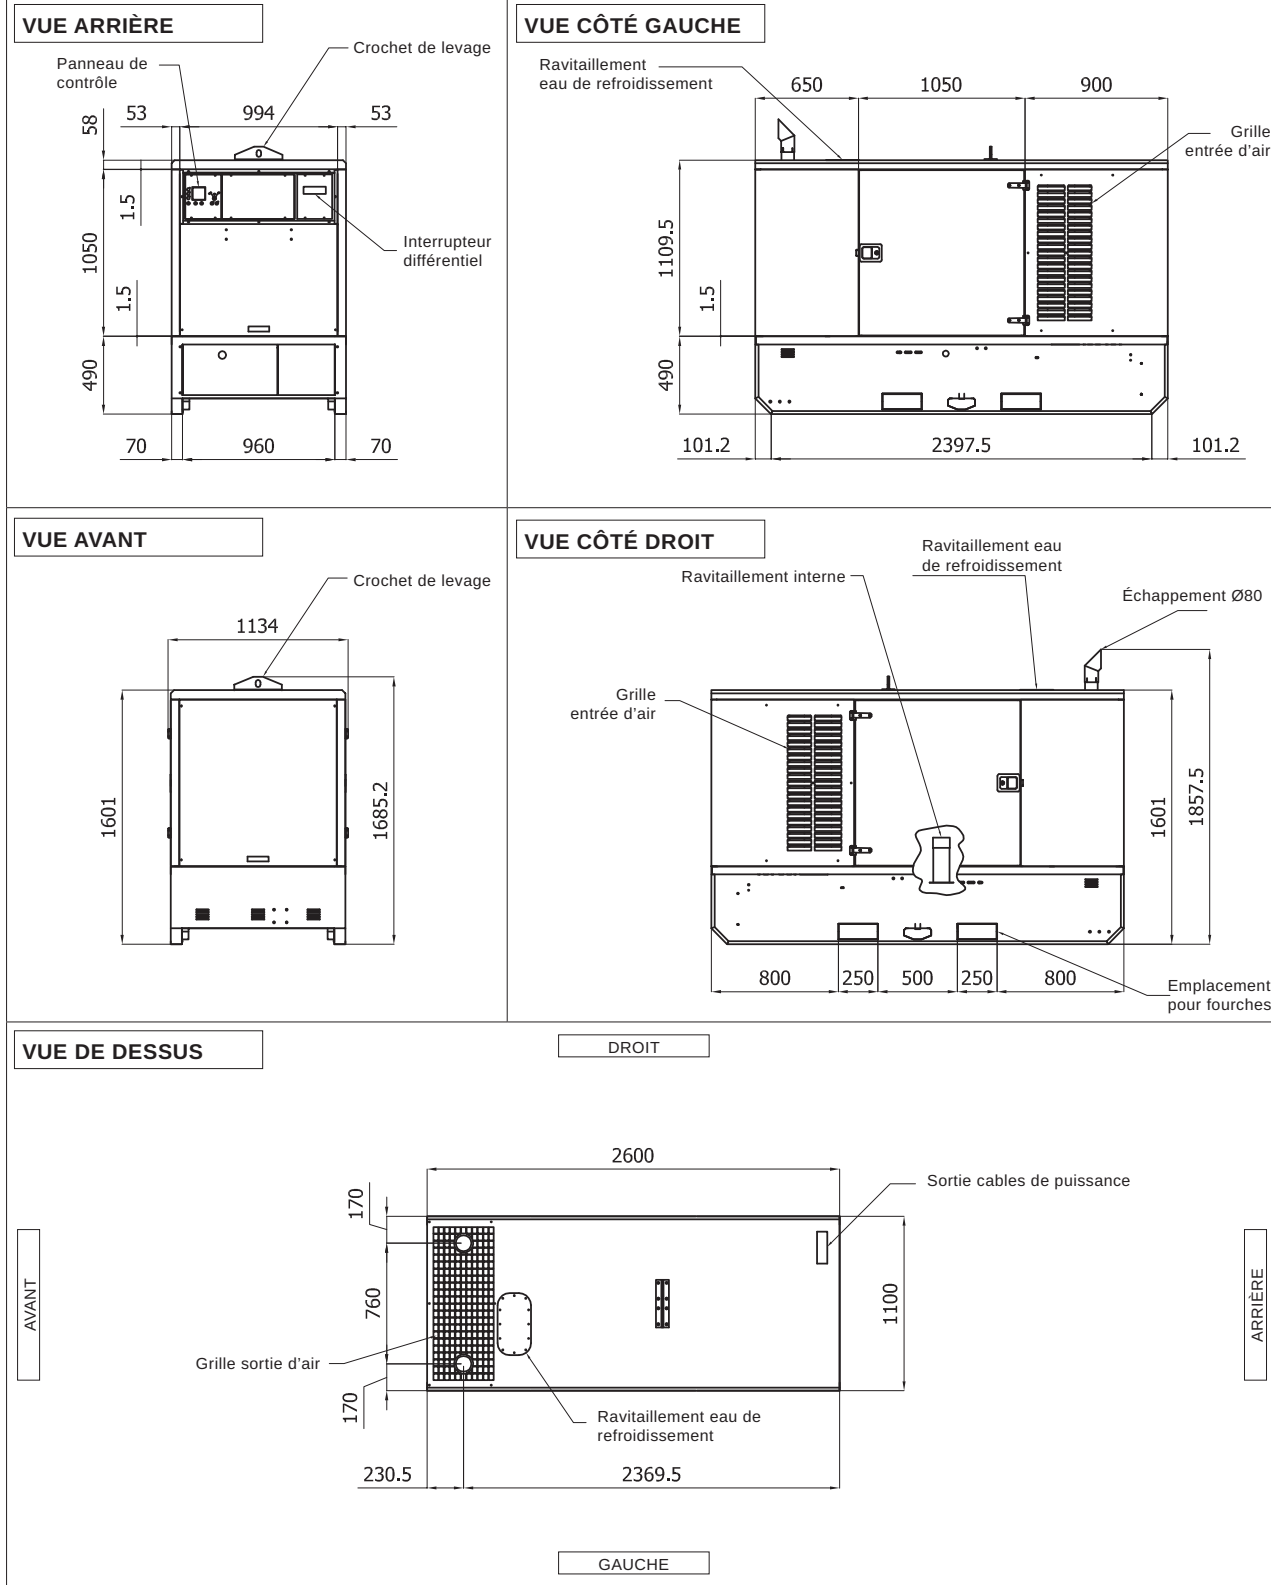 VUE ARRIÈRE
Crochet de levage
Panneau de
contrôle
53
994
53
58
1.5
1050
1.5
490
Interrupteur
différentiel
70
960
70
VUE CÔTÉ GAUCHE
Ravitaillement
eau de refroidissement
650
1050
900
Grille
entrée d'air
1109.5
1.5
490
101.2
2397.5
101.2
VUE AVANT
Crochet de levage
1134
1601
1685.2
VUE CÔTÉ DROIT
Ravitaillement eau
de refroidissement
Ravitaillement interne
Échappement Ø80
Grille
entrée d'air
1601
1857.5
800
250
500
250
800
Emplacement
pour fourches
VUE DE DESSUS
DROIT
2600
Sortie cables de puissance
170
760
170
1100
AVANT
ARRIÈRE
Grille sortie d'air
Ravitaillement eau de
refroidissement
230.5
2369.5
GAUCHE